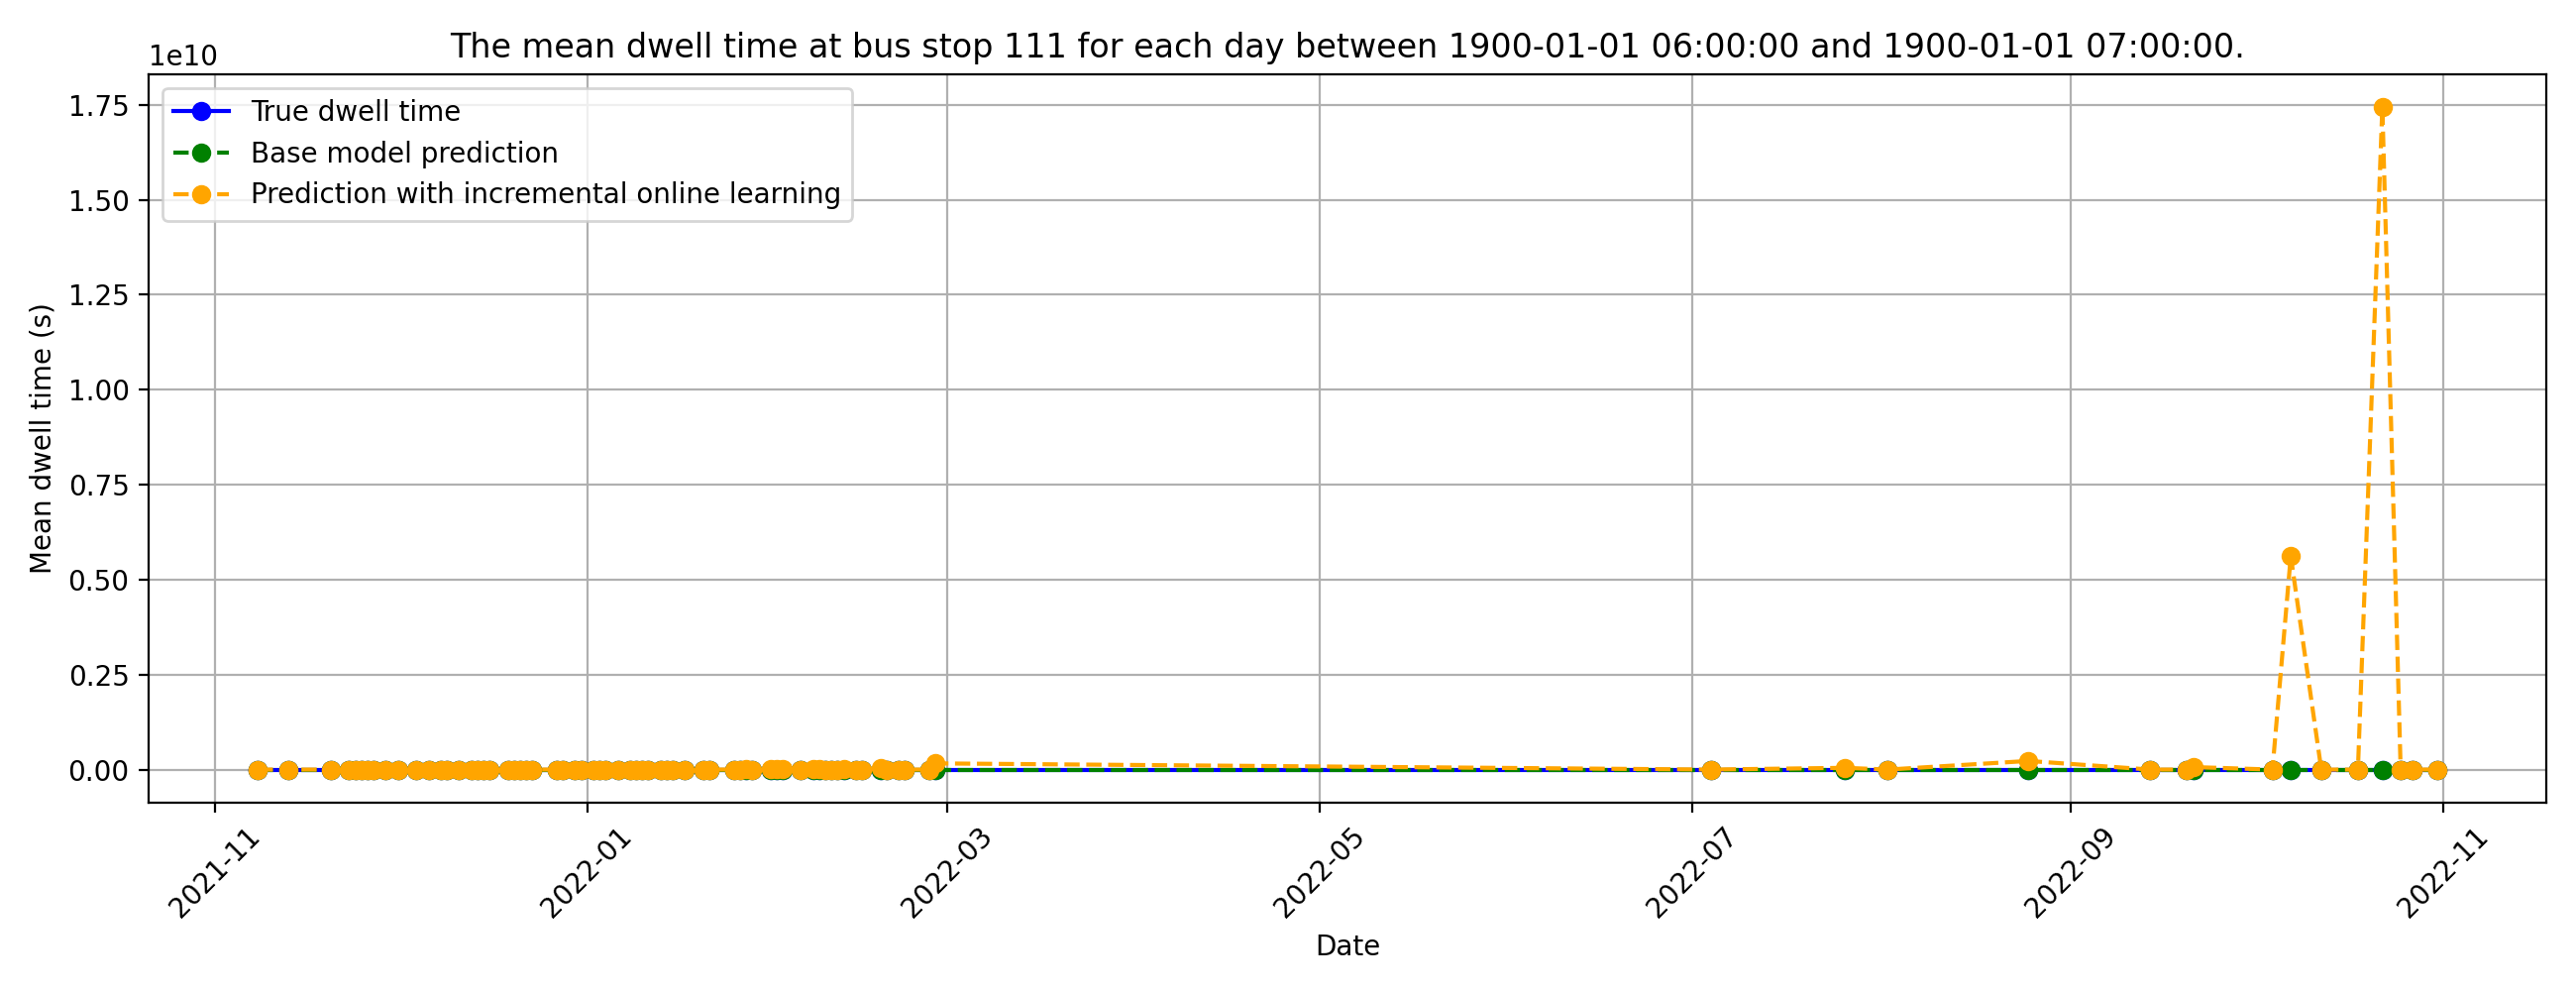 The mean dwell time at bus stop 111 for each day between 1900-01-01 06:00:00 and 1900-01-01 07:00:00.
1e10
True dwell time
Base model prediction
Prediction with incremental online learning
Mean dwell time (s)
1.75
1.50
1.25
1.00
0.75
0.50
0.25
0.00
2021-11
2022-01
2022-03
2022-05
2022-07
2022-09
2022-11
Date